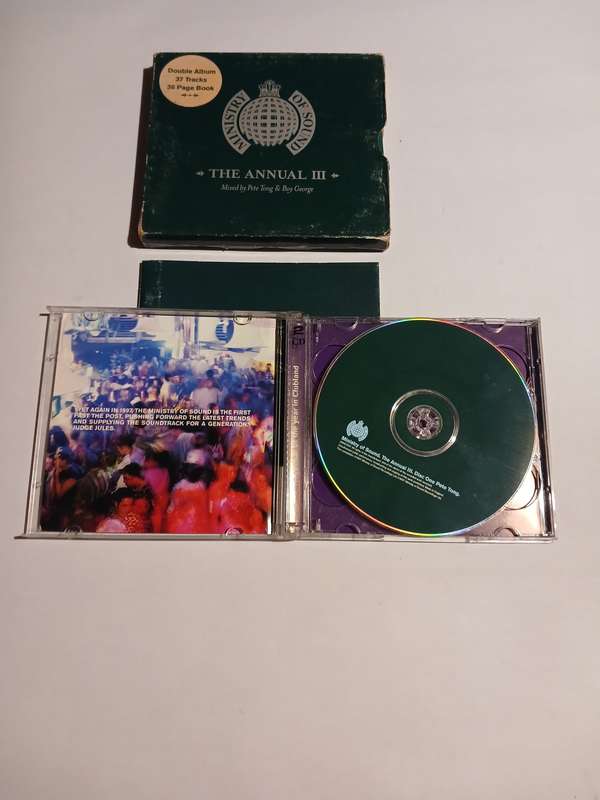 Double Album
37 Tracks
36 Page Book
MINISTRY OF SOUND
THE ANNUAL III
Mixed by Pete Tong & Boy George
"YET AGAIN IN 1997 THE MINISTRY OF SOUND IS THE FIRST
PAST THE POST, PUSHING FORWARD THE LATEST TRENDS
AND SUPPLYING THE SOUNDTRACK FOR A GENERATION."
JUDGE JULES.
of the year in Clubland
Ministry of Sound. The Annual III. Disc One Pete Tong.